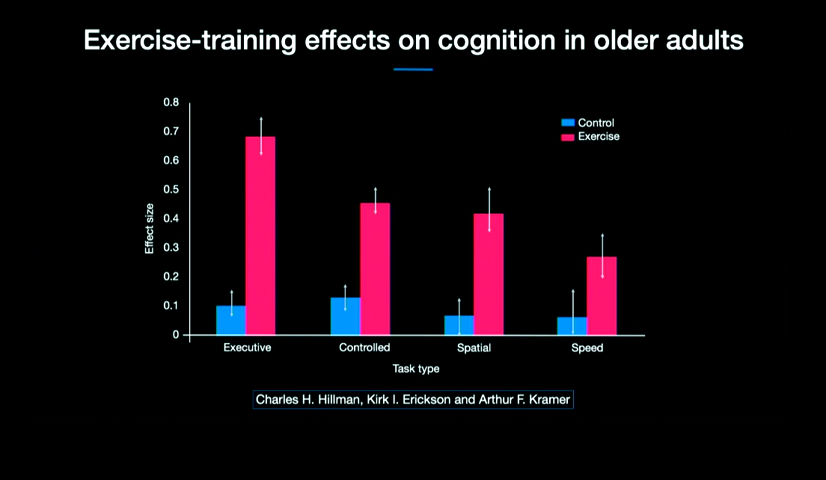 Exercise-training effects on cognition in older adults
0.8
0.7
0.6
0.5
0.4
0.3
0.2
0.1
0
Effect size
Control
Exercise
Executive
Controlled
Spatial
Speed
Task type
Charles H. Hillman, Kirk I. Erickson and Arthur F. Kramer